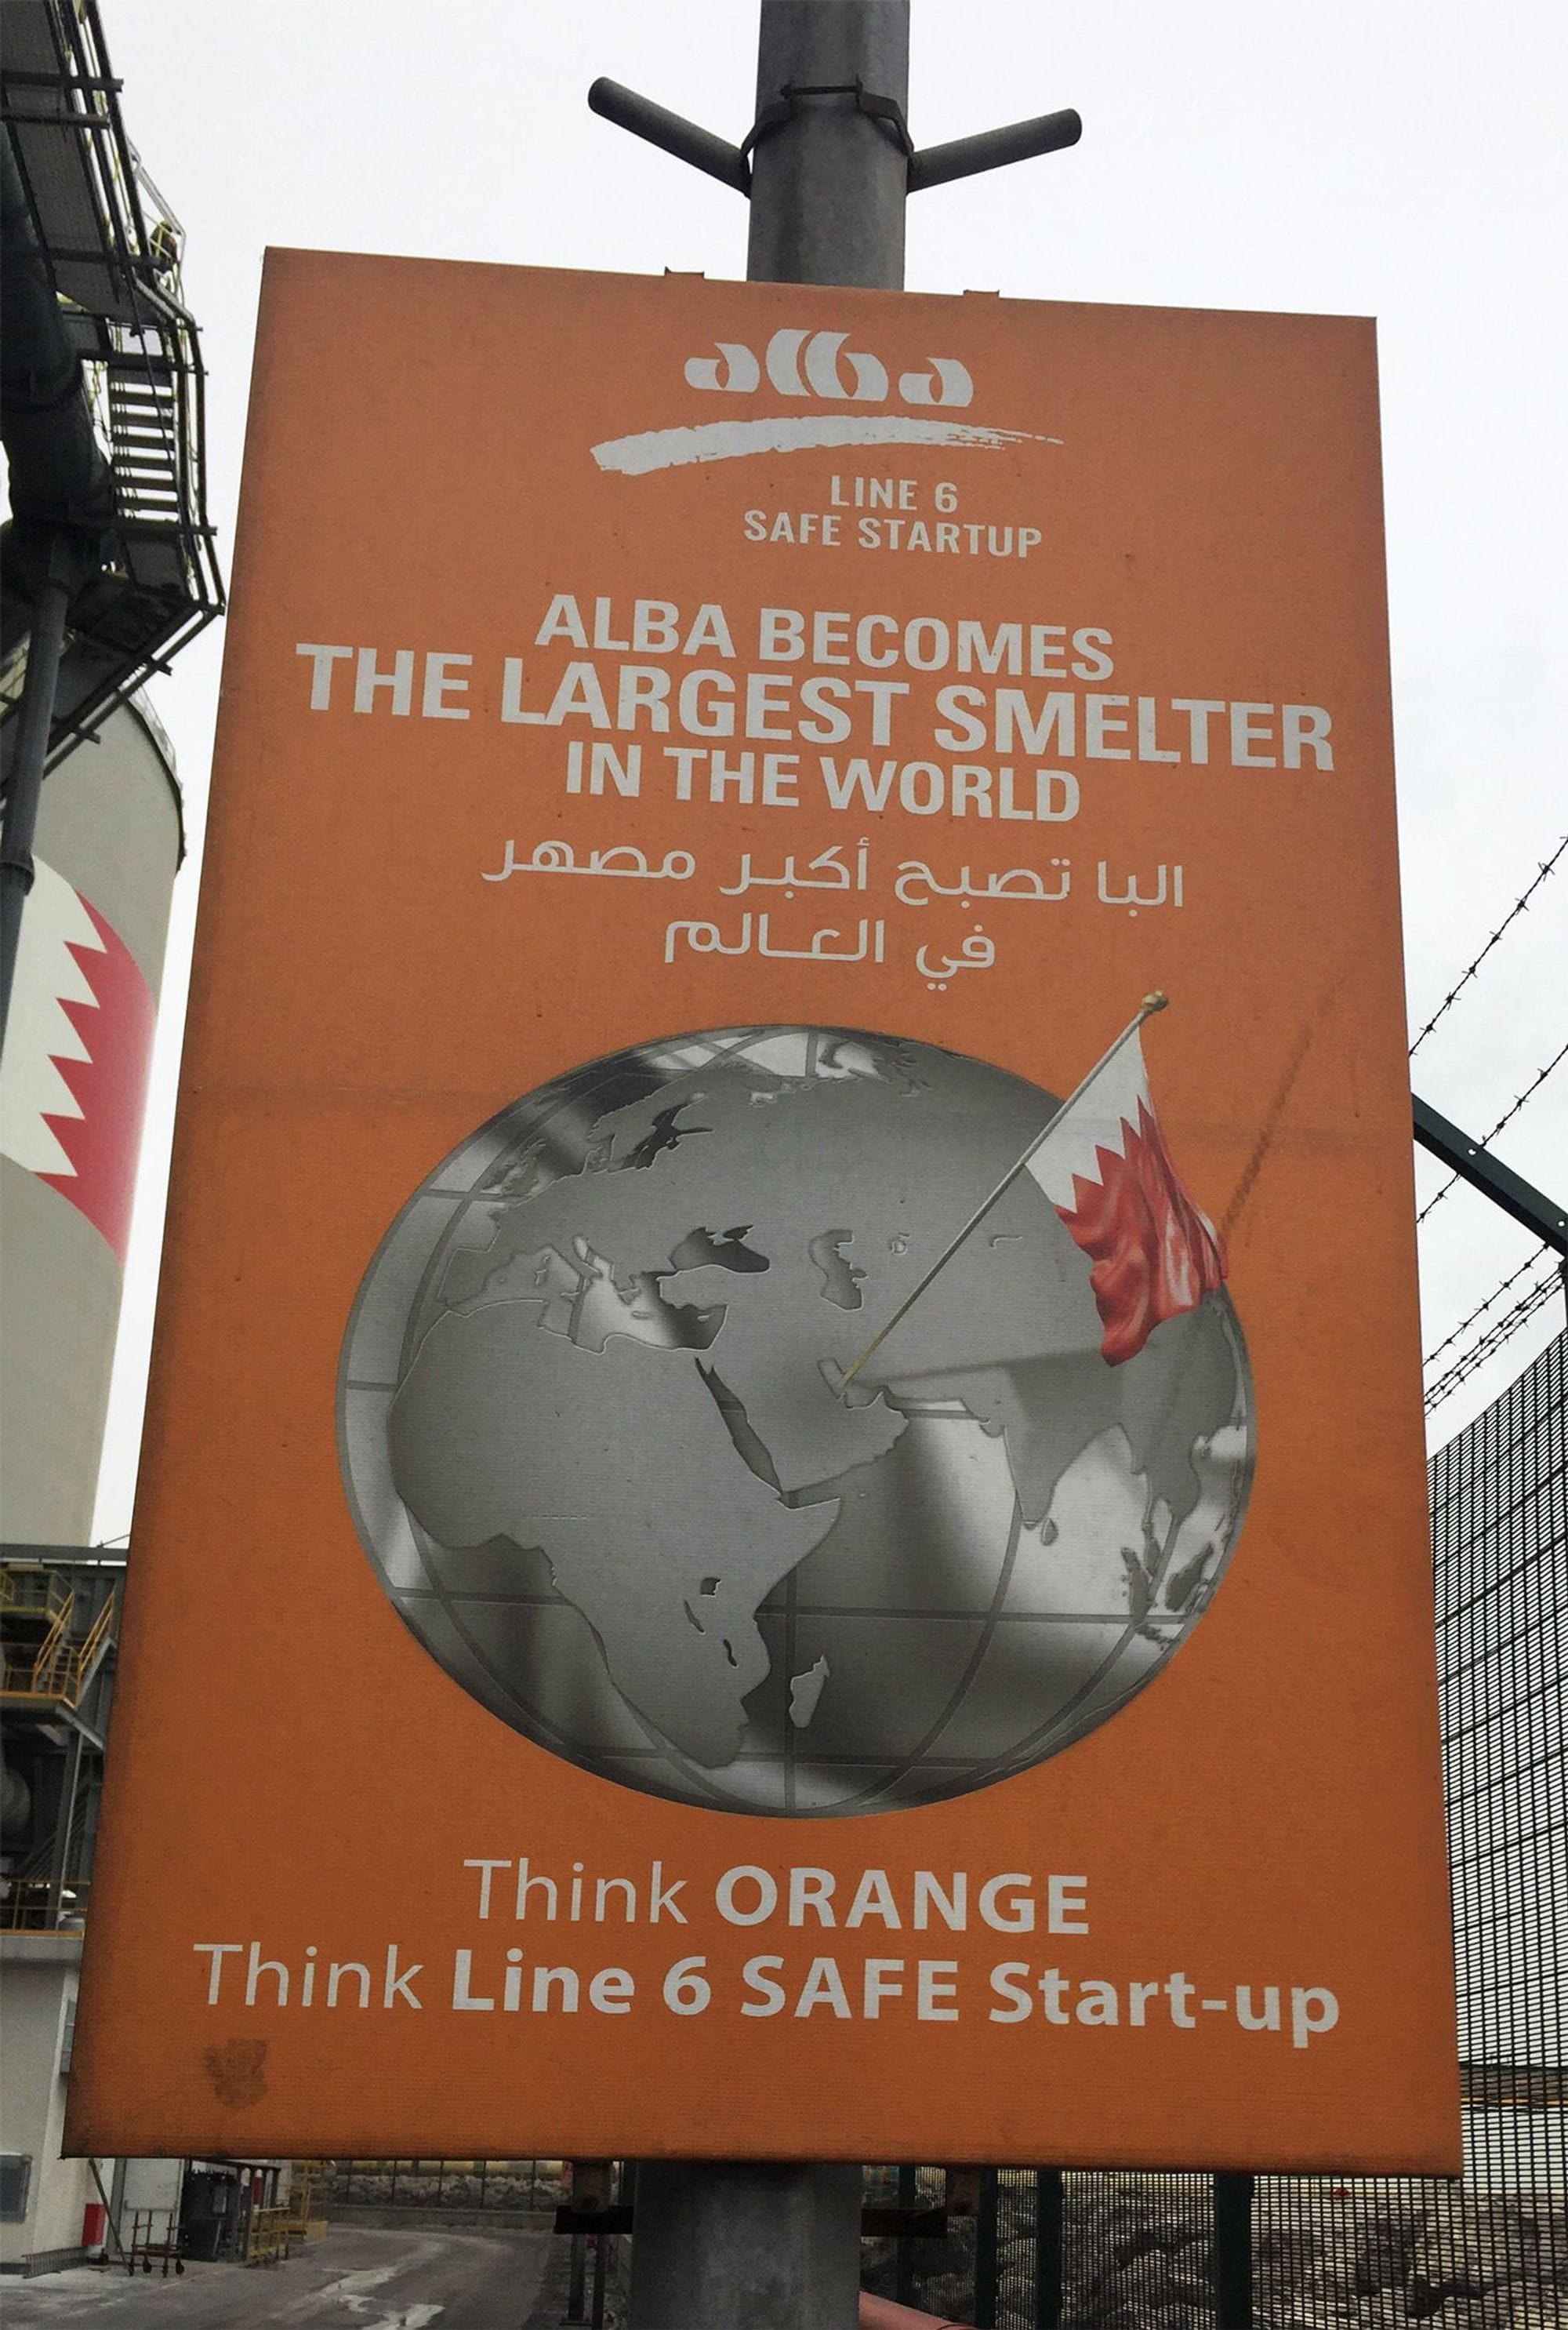 alba
LINE 6
SAFE STARTUP
ALBA BECOMES
THE LARGEST SMELTER
IN THE WORLD
البا تصبح أكبر مصهر
في العالم
Think ORANGE
Think Line 6 SAFE Start-up